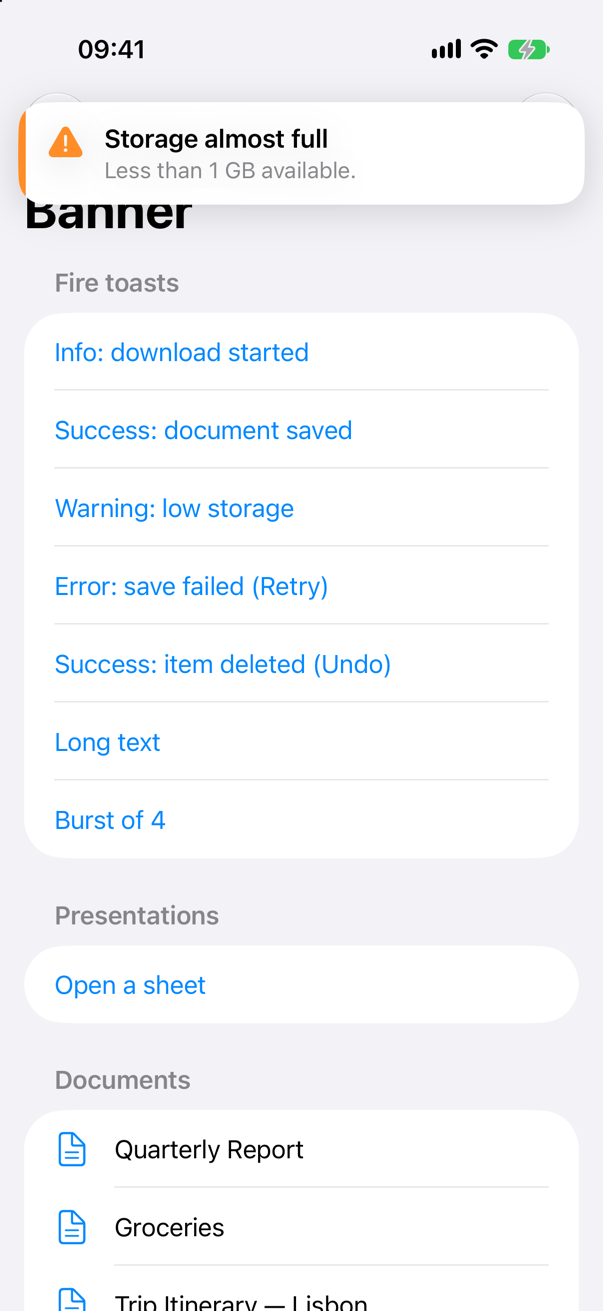 09:41
Storage almost full
Less than 1 GB available.
Banner
Fire toasts
Info: download started
Success: document saved
Warning: low storage
Error: save failed (Retry)
Success: item deleted (Undo)
Long text
Burst of 4
Presentations
Open a sheet
Documents
Quarterly Report
Groceries
Trip Itinerary — Lisbon